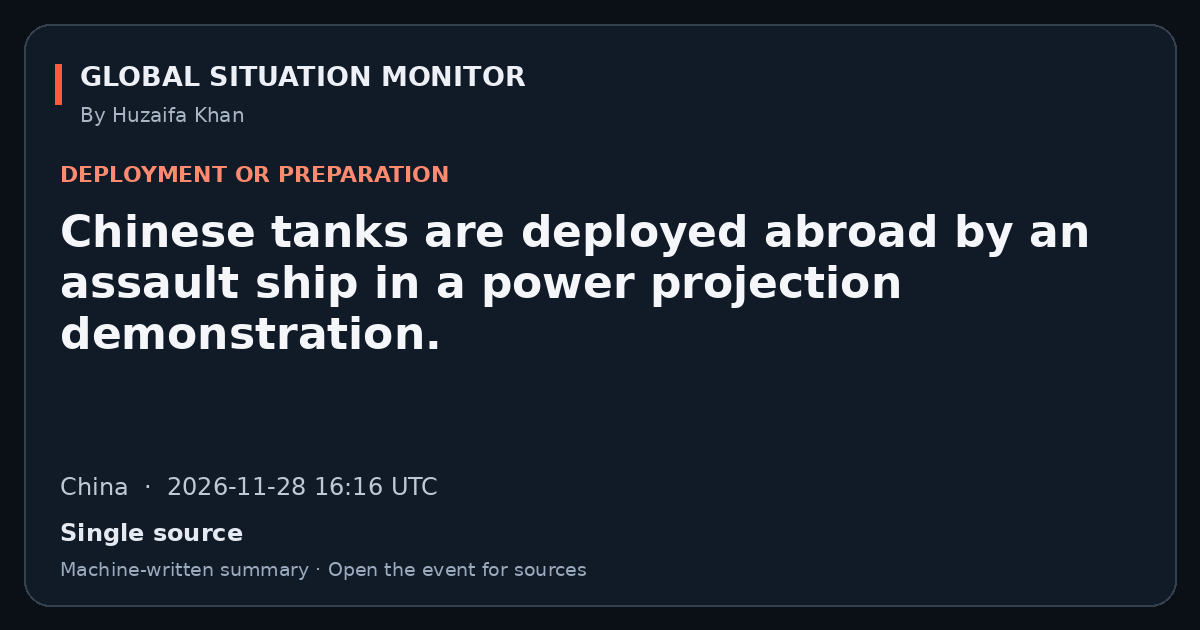 GLOBAL SITUATION MONITOR
By Huzaifa Khan
DEPLOYMENT OR PREPARATION
Chinese tanks are deployed abroad by an
assault ship in a power projection
demonstration.
China · 2026-11-28 16:16 UTC
Single source
Machine-written summary · Open the event for sources